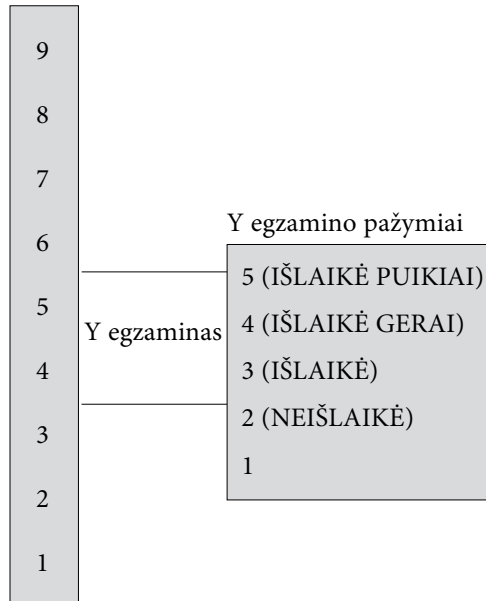 9
8
7
6
5
4
3
2
1
Y egzaminas
Y egzamino pažymiai
5 (IŠLAIKĖ PUIKIAI)
4 (IŠLAIKĖ GERAI)
3 (IŠLAIKĖ)
2 (NEIŠLAIKĖ)
1